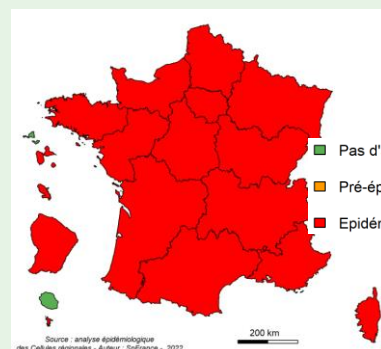 Pas d'
Pré-ép
Epidém
200 km
Source : analyse épidémiologique
des Cellules régionales - Auteur : SpFrance - 2022